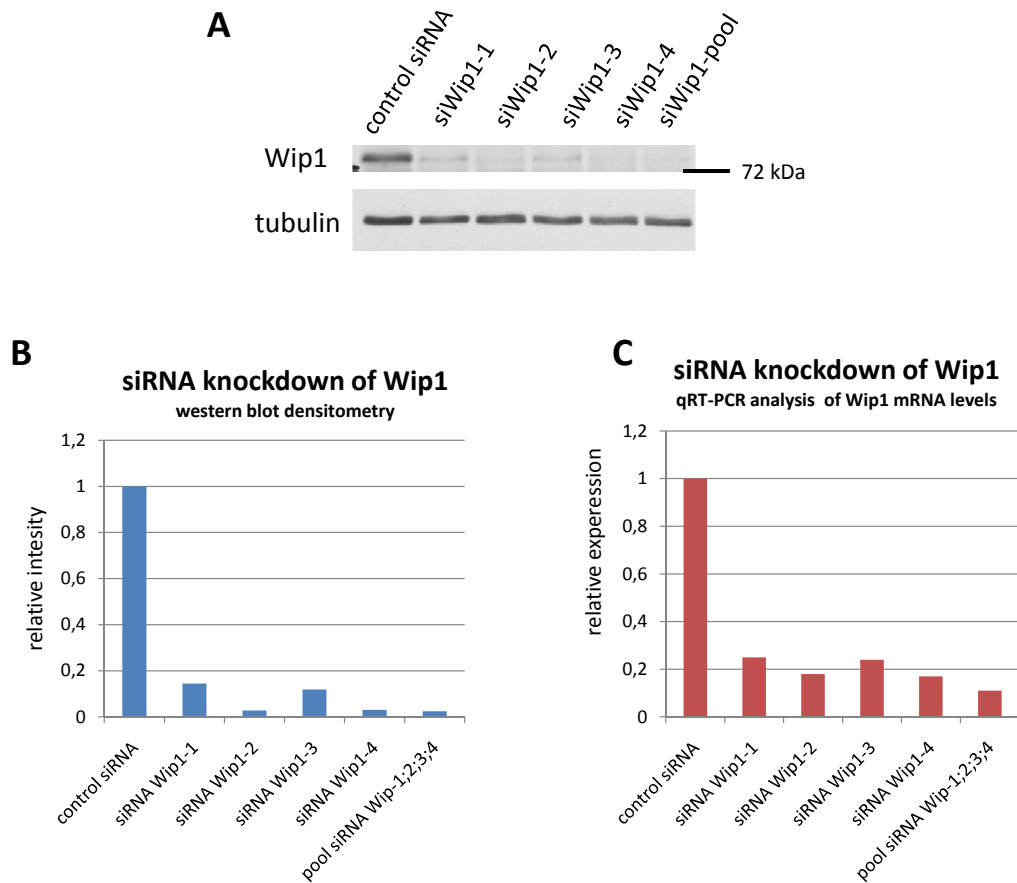 A
control siRNA
siWip1-1
siWip1-2
siWip1-3
siWip1-4
siWip1-pool
Wip1
72 kDa
tubulin
B
siRNA knockdown of Wip1
western blot densitometry
relative intesity
1,2
1
0,8
0,6
0,4
0,2
0
control siRNA
siRNA Wip1-1
siRNA Wip1-2
siRNA Wip1-3
siRNA Wip1-4
pool siRNA Wip-1;2;;3;4
C
siRNA knockdown of Wip1
qRT-PCR analysis of Wip1 mRNA levels
relative experession
1,2
1
0,8
0,6
0,4
0,2
0
control siRNA
siRNA Wip1-1
siRNA Wip1-2
siRNA Wip1-3
siRNA Wip1-4
pool siRNA Wip-1;2;;3;4